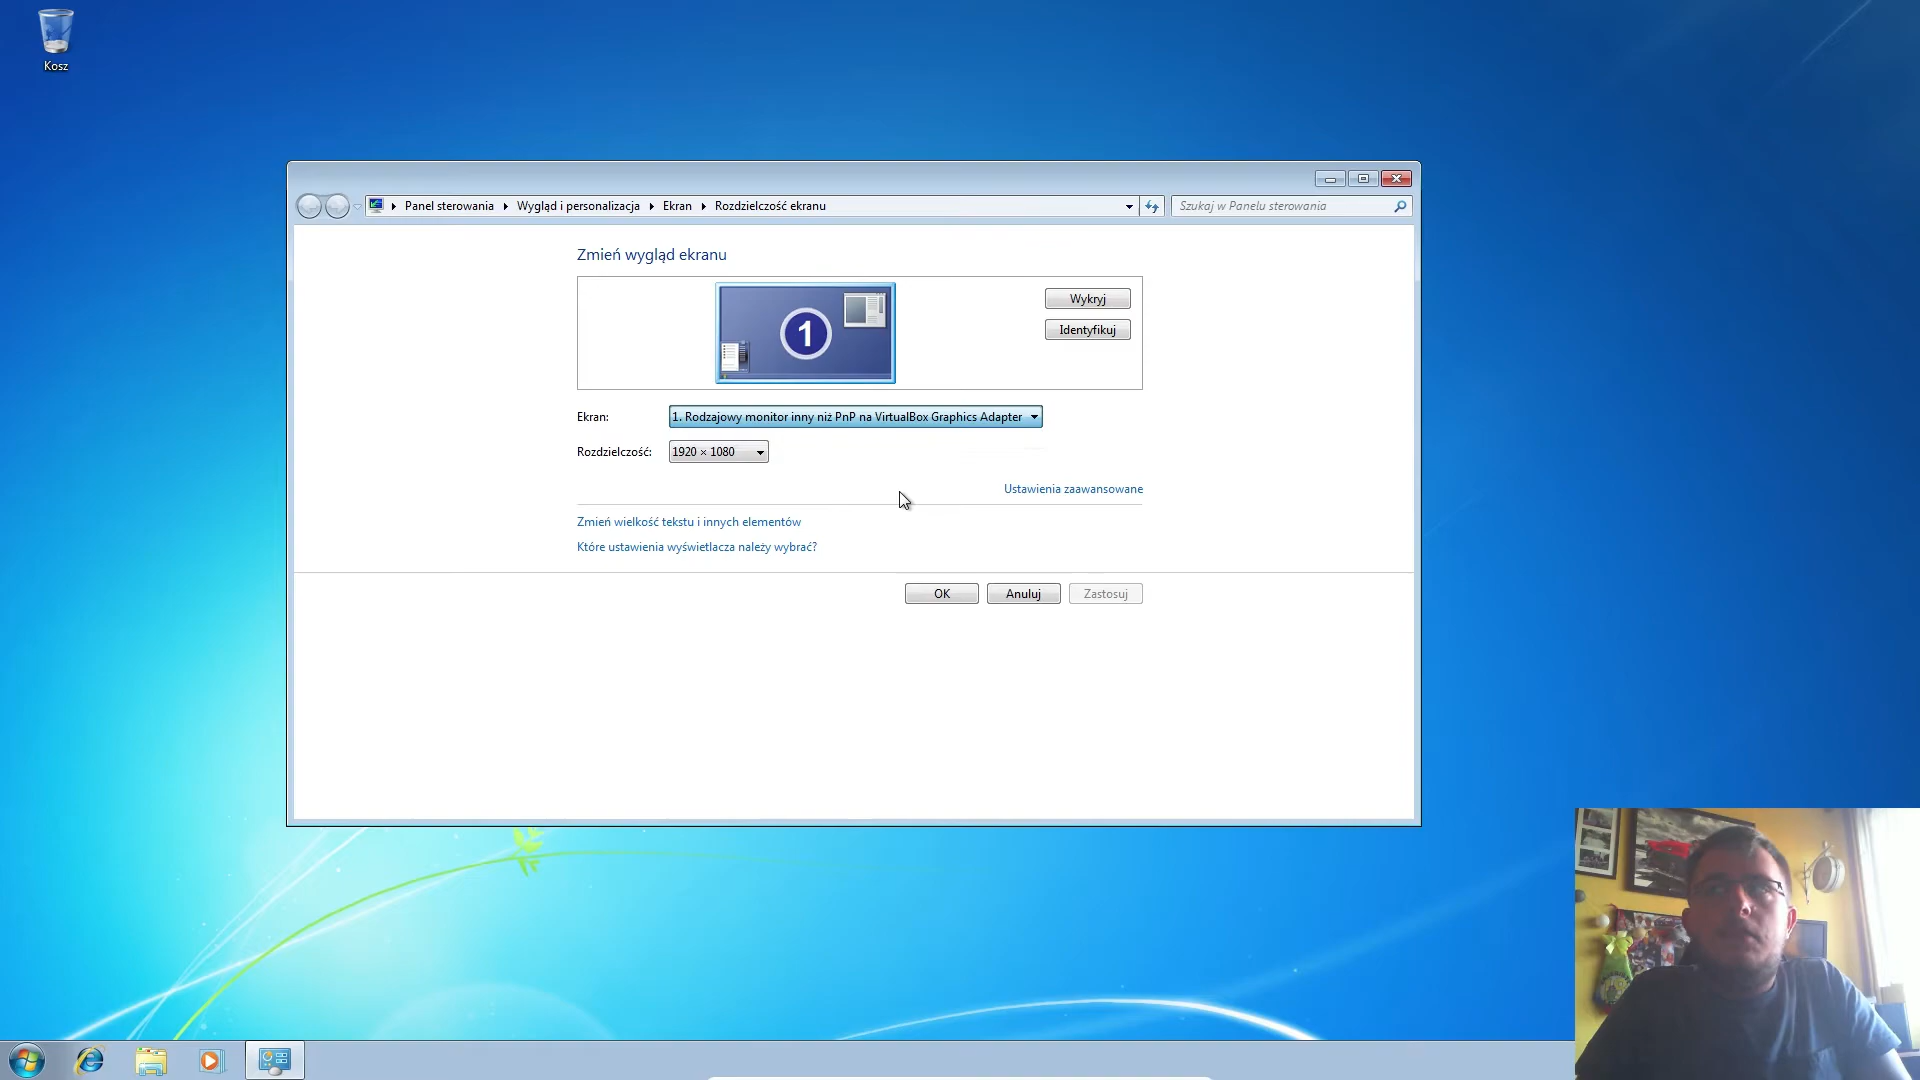 Kosz
Panel sterowania
Wygląd i personalizacja
Ekran
Rozdzielczość ekranu
Szukaj w Panelu sterowania
Zmień wygląd ekranu
1
Wykryj
Identyfikuj
Ekran:
1. Rodzajowy monitor inny niż PnP na VirtualBox Graphics Adapter
Rozdzielczość:
1920 × 1080
Ustawienia zaawansowane
Zmień wielkość tekstu i innych elementów
Które ustawienia wyświetlacza należy wybrać?
OK
Anuluj
Zastosuj